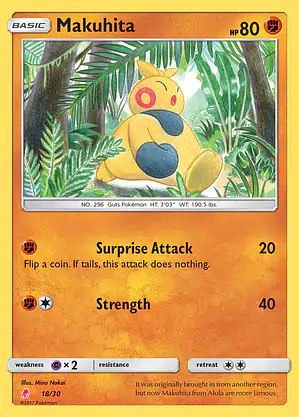 BASIC
Makuhita
HP80
NO. 296 Guts Pokémon HT: 3'03" WT: 190.5 lbs.
Surprise Attack 20
Flip a coin. If tails, this attack does nothing.
Strength 40
weakness ×2 resistance retreat
Illus. Mina Nakai
18/30
©2017 Pokémon
It was originally brought in from another region,
but now Makuhita from Alola are more famous.